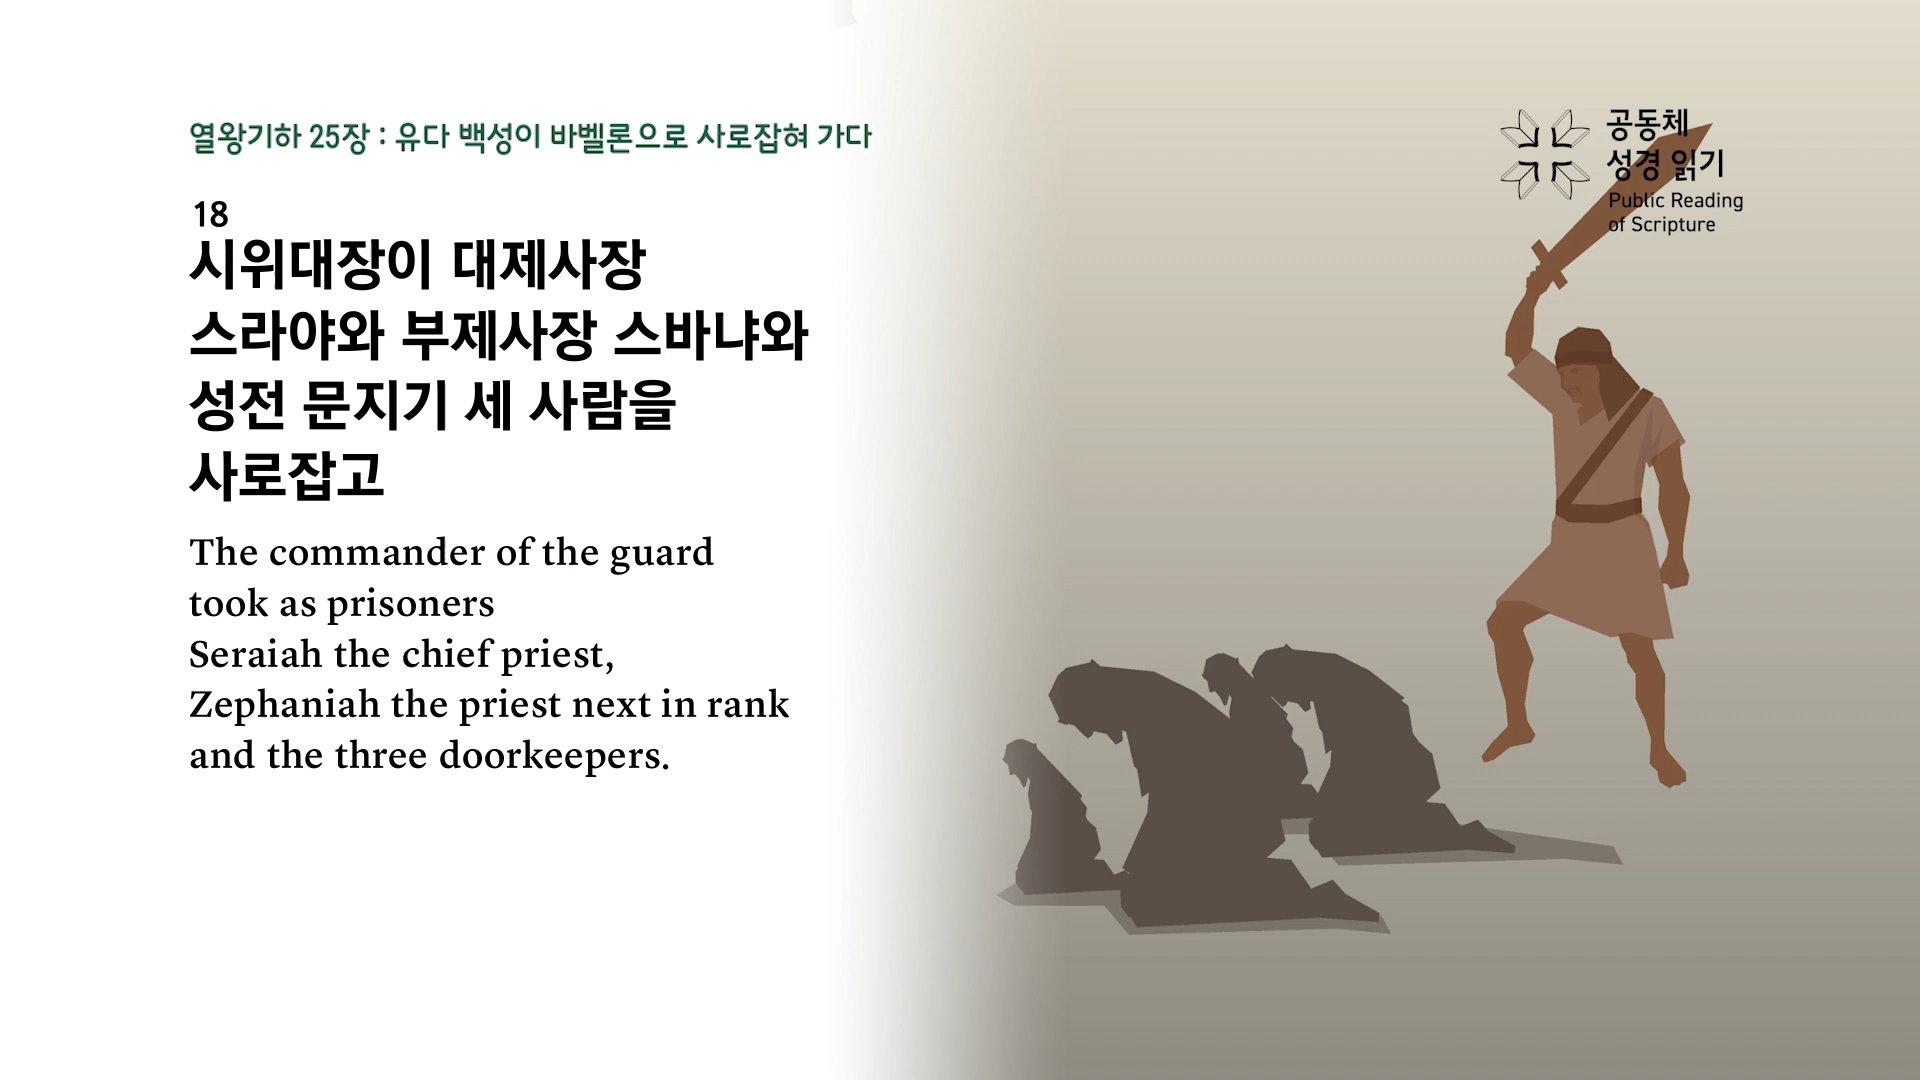 열왕기하 25장 : 유다 백성이 바벨론으로 사로잡혀 가다
18
시위대장이 대제사장
스라야와 부제사장 스바냐와
성전 문지기 세 사람을
사로잡고
The commander of the guard
took as prisoners
Seraiah the chief priest,
Zephaniah the priest next in rank
and the three doorkeepers.
공동체
성경 읽기
Public Reading
of Scripture